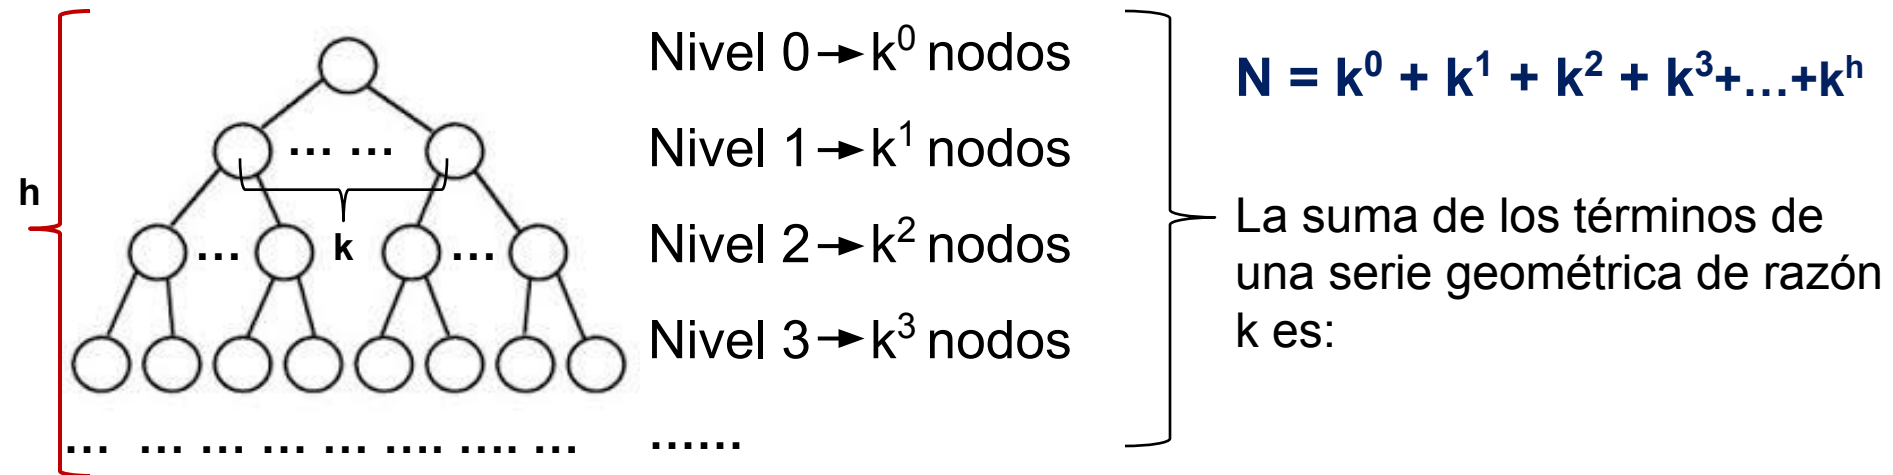 h
... ...
k
...
...
... ... ... ... ... .... .... ...
Nivel 0→k⁰ nodos
Nivel 1→k¹ nodos
Nivel 2→k² nodos
Nivel 3→k³ nodos
......
N = k⁰ + k¹ + k² + k³+...+kʰ
La suma de los términos de
una serie geométrica de razón
k es: